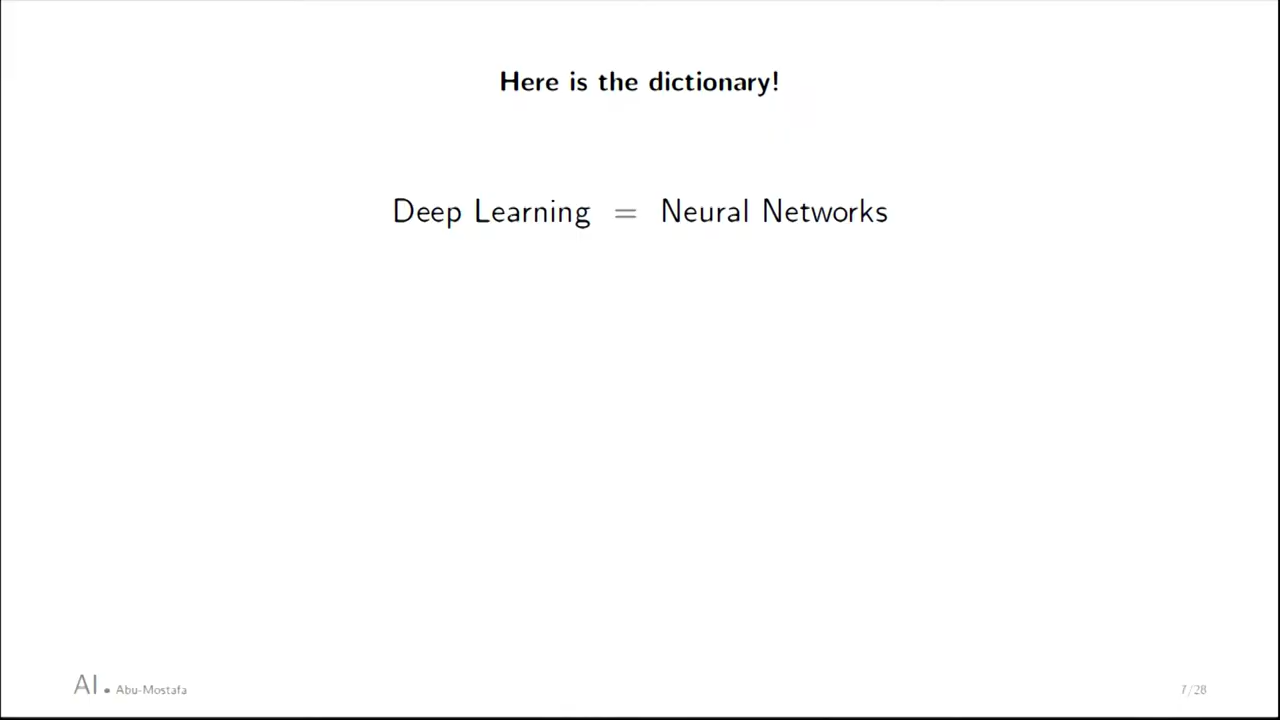 Here is the dictionary!
Deep Learning = Neural Networks
AI. Abu-Mostafa
7/28